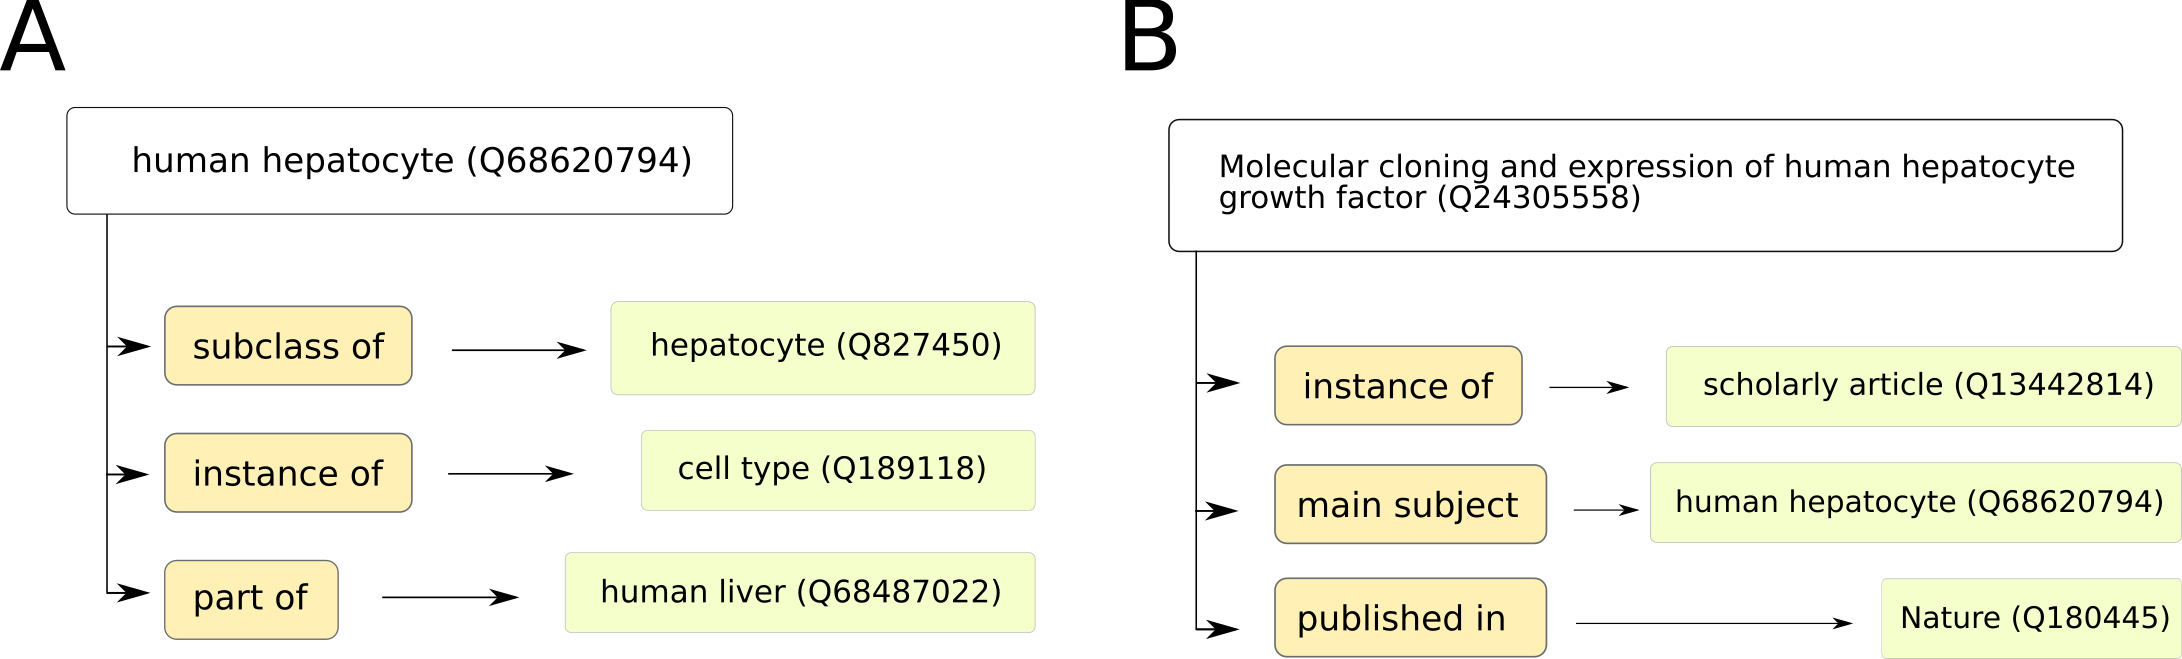 A
human hepatocyte (Q68620794)
subclass of
hepatocyte (Q827450)
instance of
cell type (Q189118)
part of
human liver (Q68487022)
B
Molecular cloning and expression of human hepatocyte
growth factor (Q24305558)
instance of
scholarly article (Q13442814)
main subject
human hepatocyte (Q68620794)
published in
Nature (Q180445)